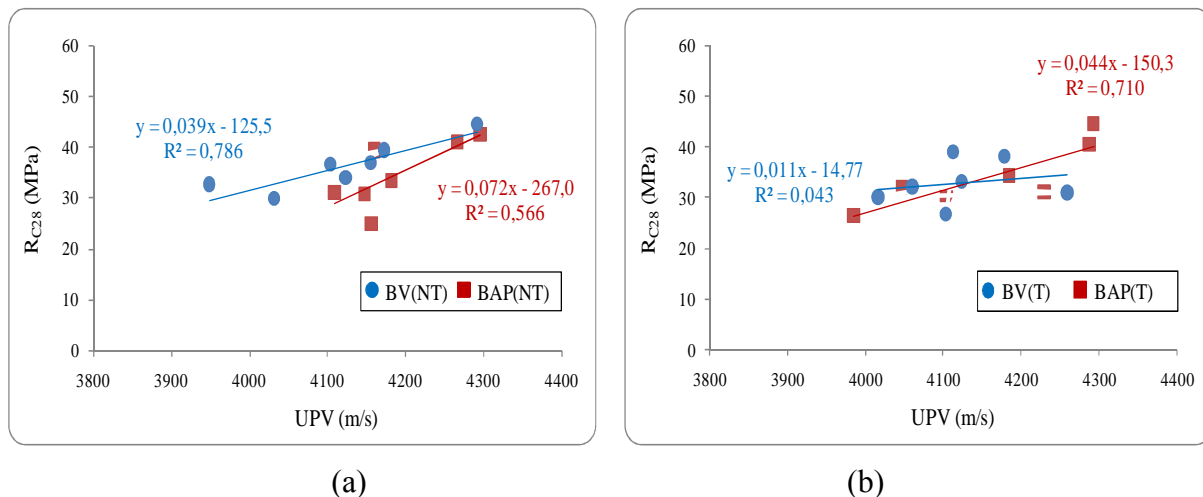 60
50
40
30
20
10
0
R_C28 (MPa)
y = 0,039x - 125,5
R² = 0,786
y = 0,072x - 267,0
R² = 0,566
BV(NT) BAP(NT)
3800 3900 4000 4100 4200 4300 4400
UPV (m/s)
(a)
60
50
40
30
20
10
0
R_C28 (MPa)
y = 0,044x - 150,3
R² = 0,710
y = 0,011x - 14,77
R² = 0,043
BV(T) BAP(T)
3800 3900 4000 4100 4200 4300 4400
UPV (m/s)
(b)